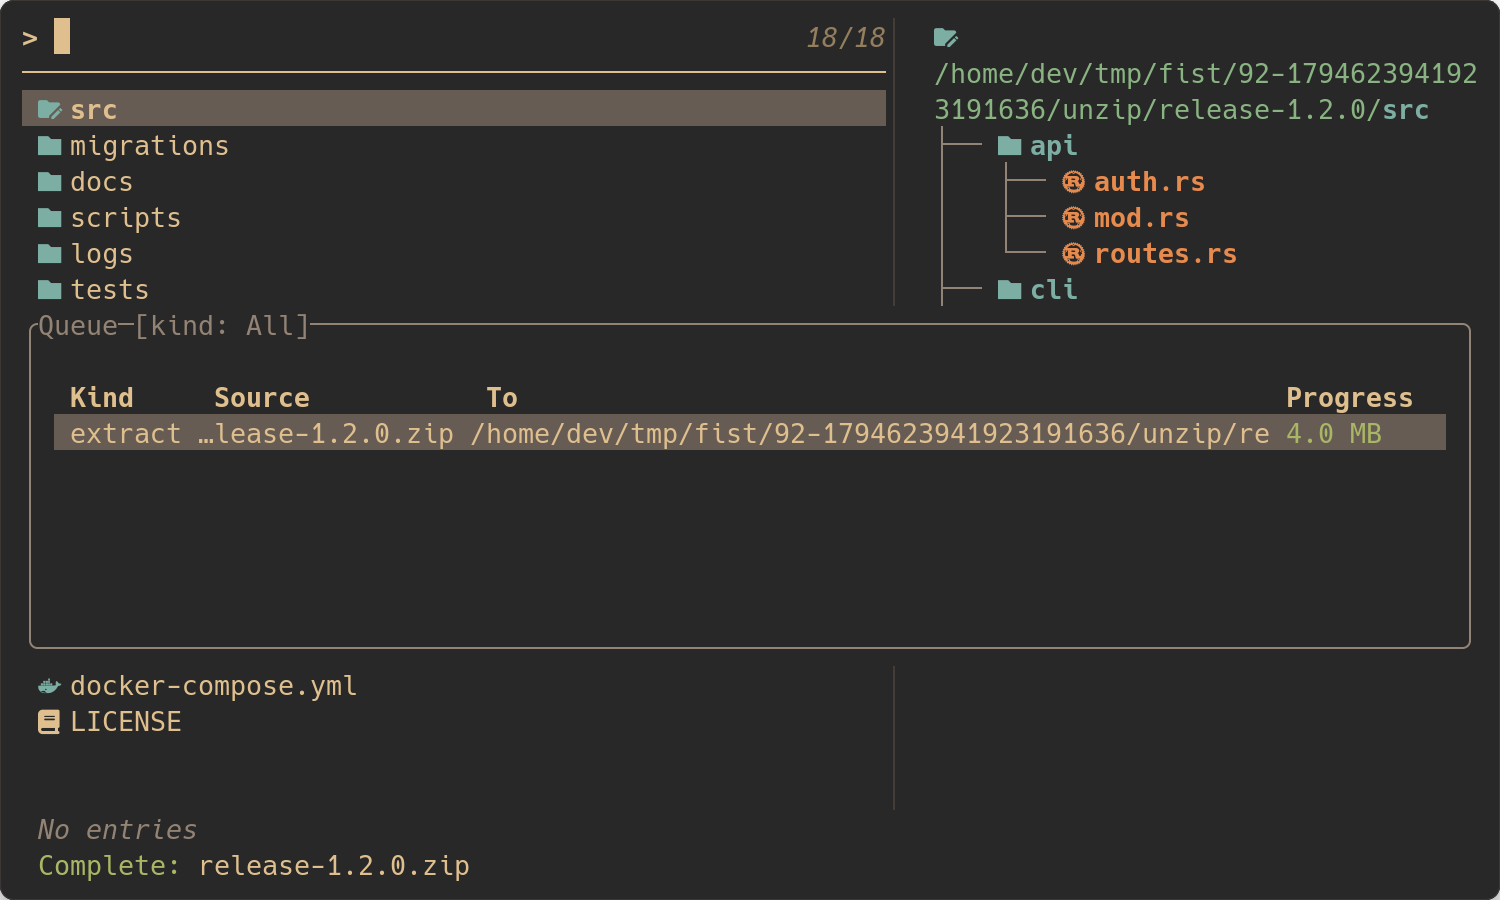 > 18/18
src
migrations
docs
scripts
logs
tests
/home/dev/tmp/fist/92-179462394192
3191636/unzip/release-1.2.0/src
api
auth.rs
mod.rs
routes.rs
cli
Queue [kind: All]
Kind Source To Progress
extract …lease-1.2.0.zip /home/dev/tmp/fist/92-1794623941923191636/unzip/re 4.0 MB
docker-compose.yml
LICENSE
No entries
Complete: release-1.2.0.zip